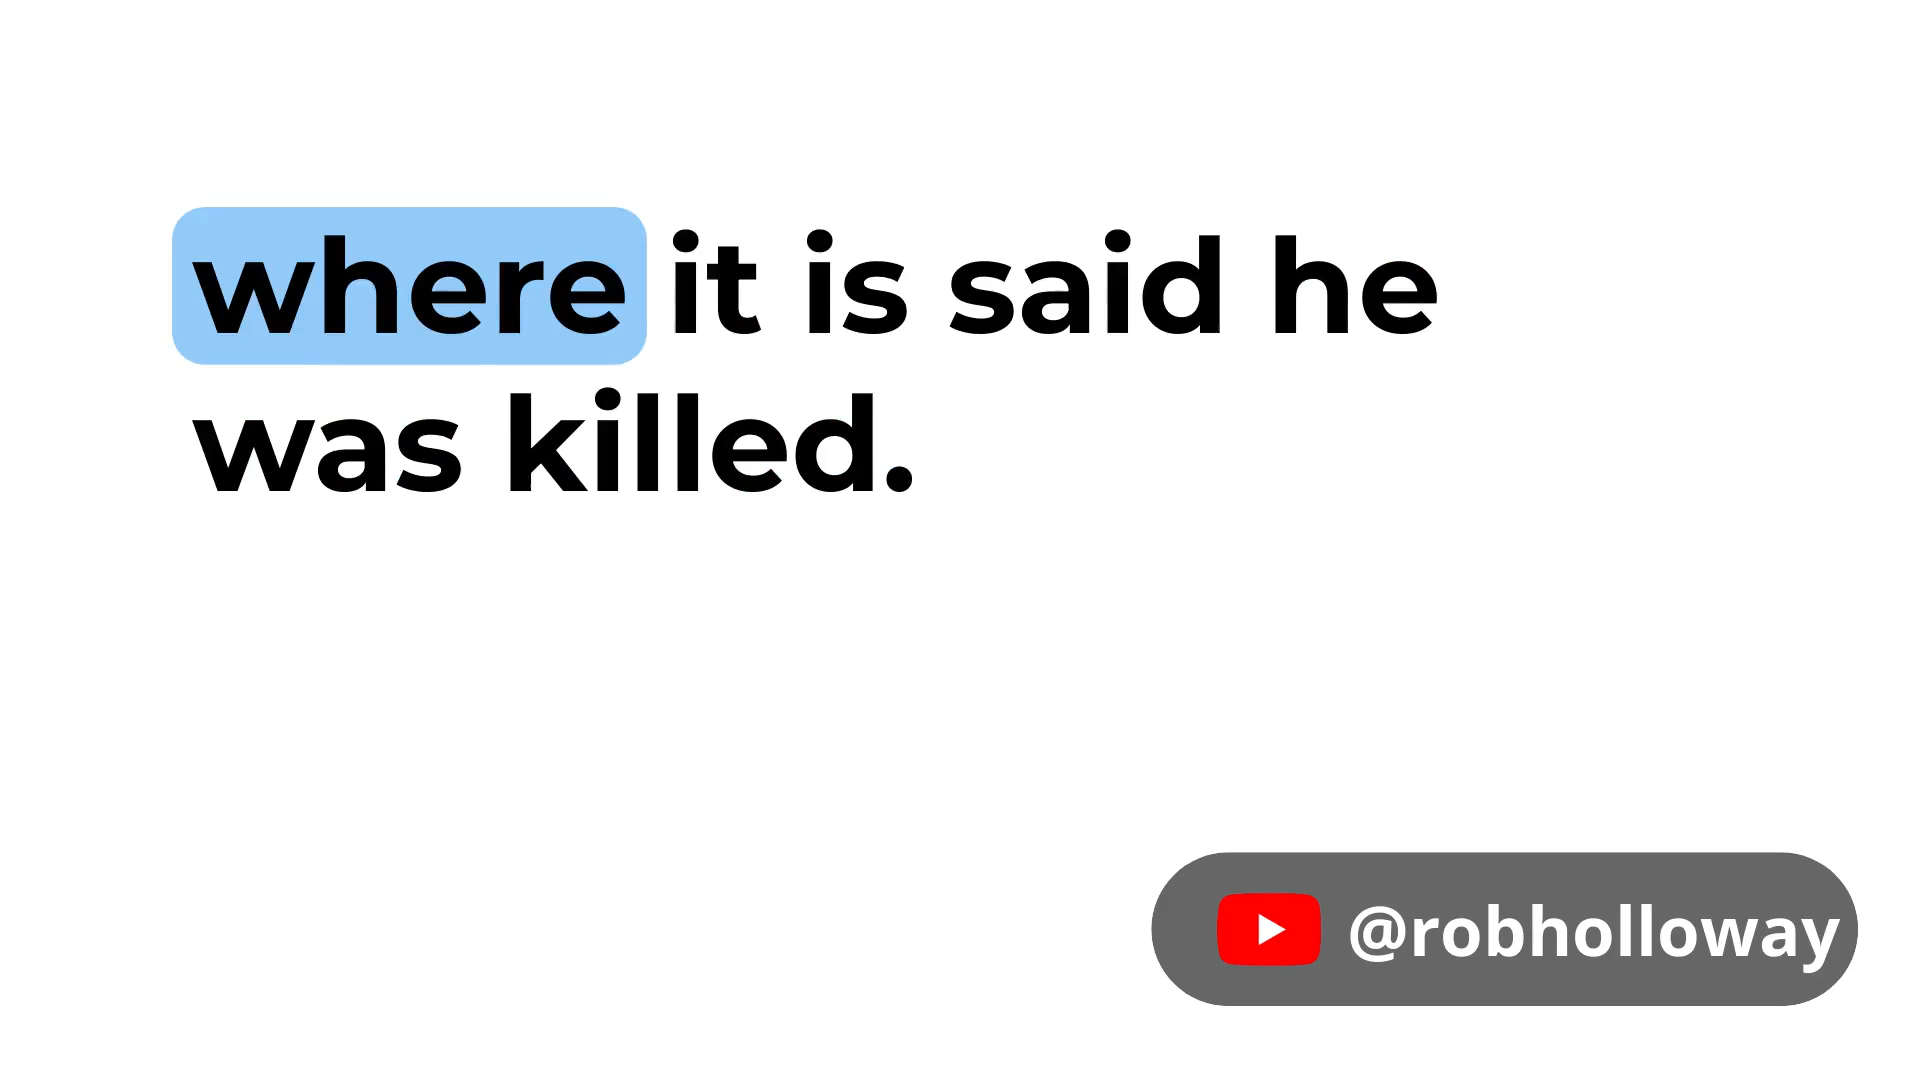 where it is said he
was killed.
@robholloway